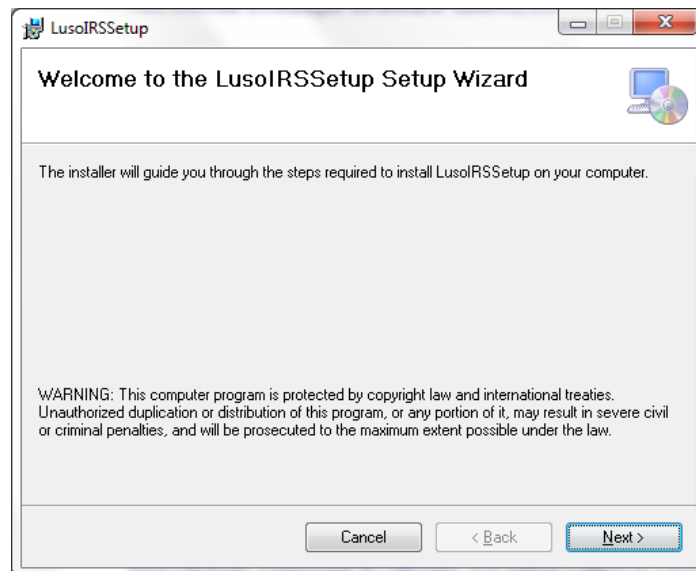 LusoIRSSetup
Welcome to the LusoIRSSetup Setup Wizard
The installer will guide you through the steps required to install LusoIRSSetup on your computer.
WARNING: This computer program is protected by copyright law and international treaties.
Unauthorized duplication or distribution of this program, or any portion of it, may result in severe civil
or criminal penalties, and will be prosecuted to the maximum extent possible under the law.
Cancel
< Back
Next >